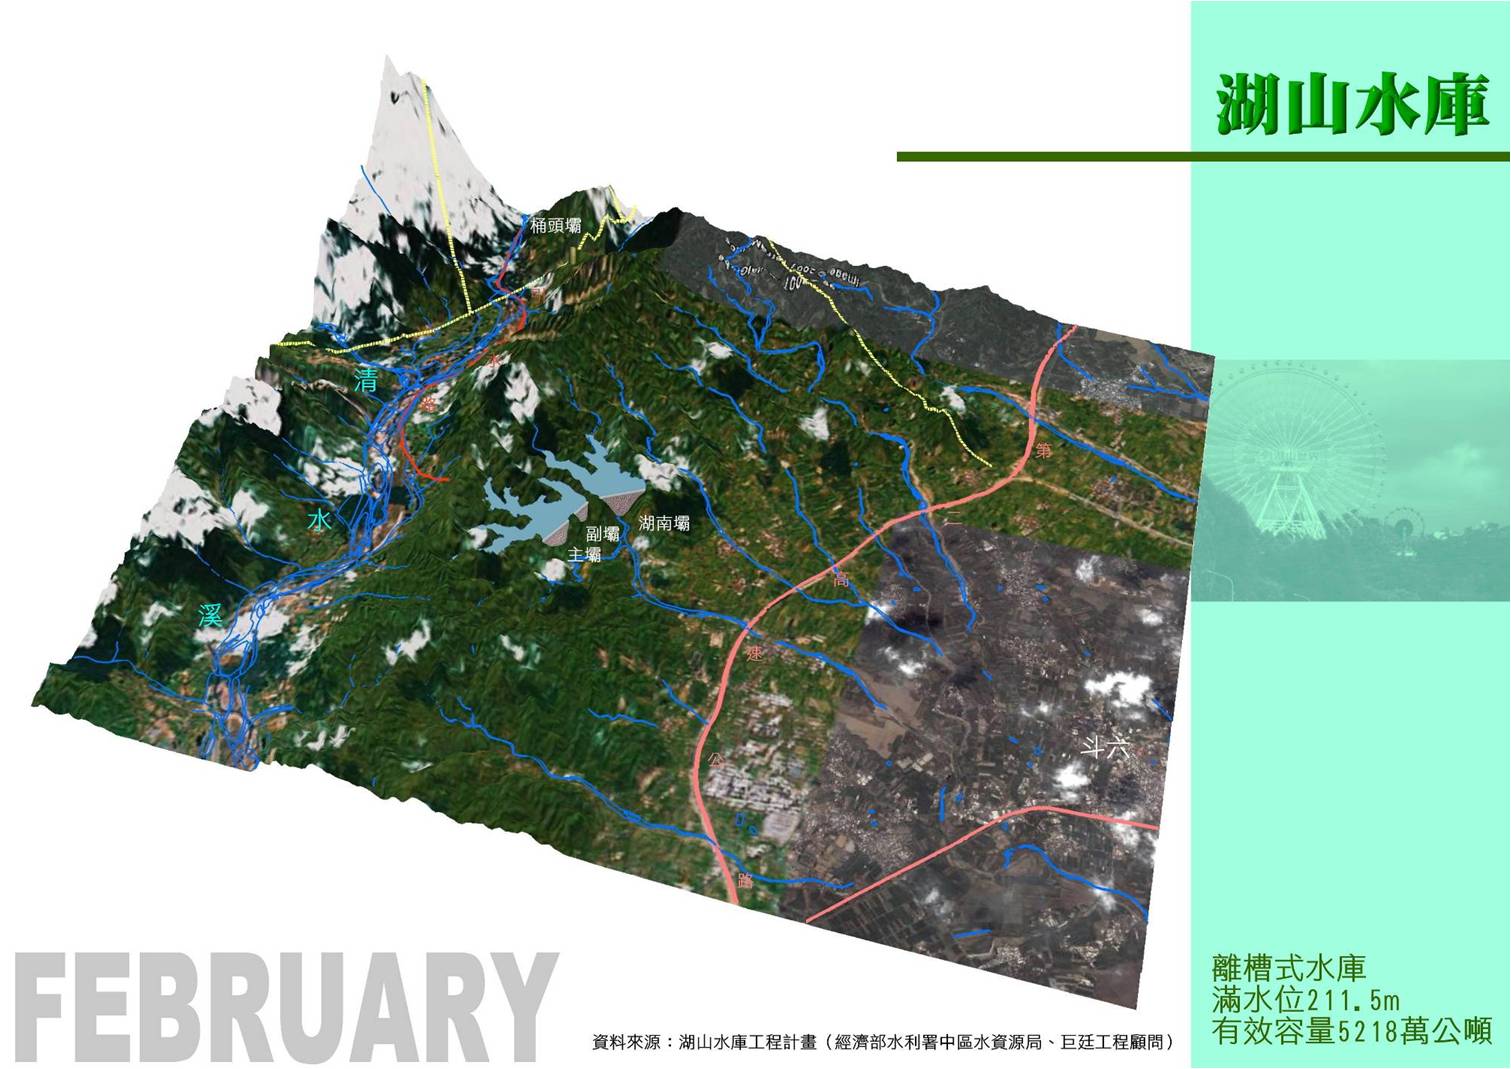 湖山水庫
桶頭壩
清
水
溪
湖南壩
副壩
主壩
第
二
高
速
公
路
斗六
離槽式水庫
滿水位211.5m
有效容量5218萬公噸
FEBRUARY
資料來源：湖山水庫工程計畫（經濟部水利署中區水資源局、巨廷工程顧問）